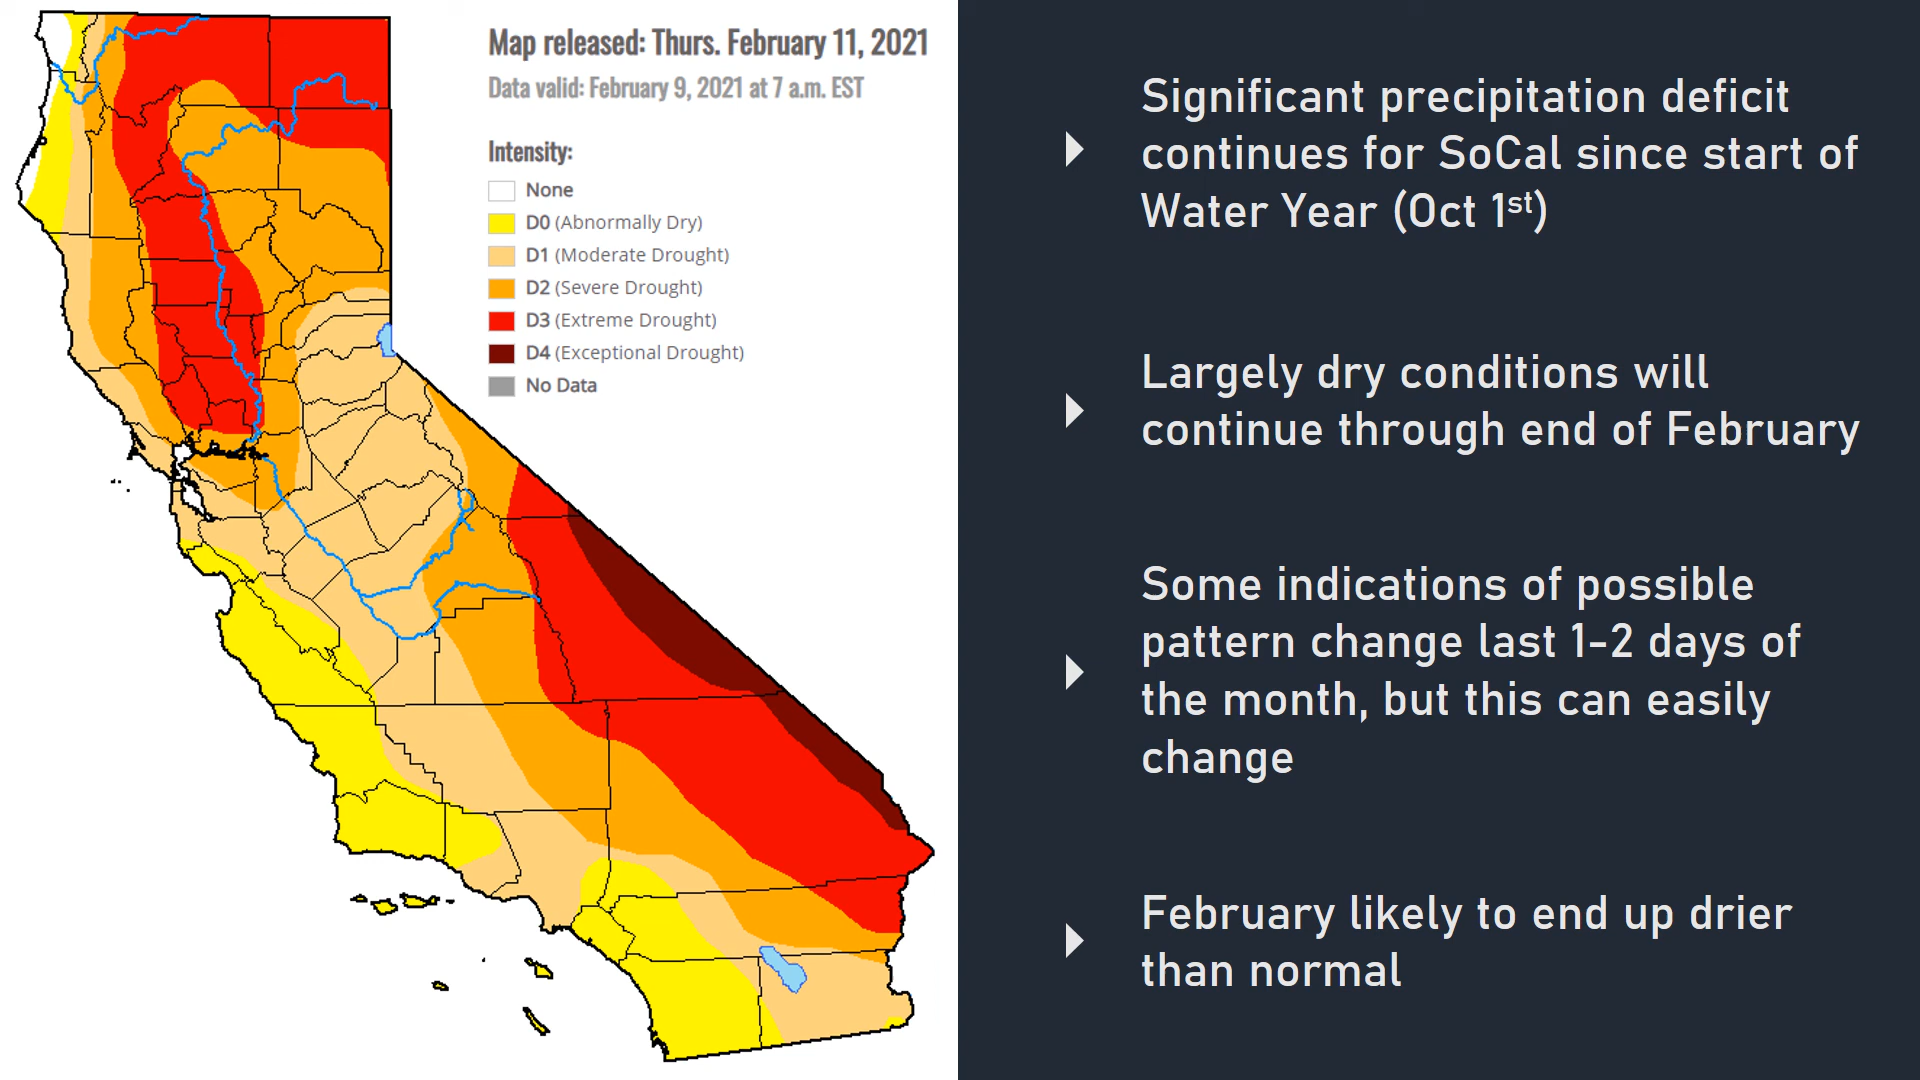 Map released: Thurs. February 11, 2021
Data valid: February 9, 2021 at 7 a.m. EST
Intensity:
None
D0 (Abnormally Dry)
D1 (Moderate Drought)
D2 (Severe Drought)
D3 (Extreme Drought)
D4 (Exceptional Drought)
No Data
Significant precipitation deficit
continues for SoCal since start of
Water Year (Oct 1st)
Largely dry conditions will
continue through end of February
Some indications of possible
pattern change last 1-2 days of
the month, but this can easily
change
February likely to end up drier
than normal